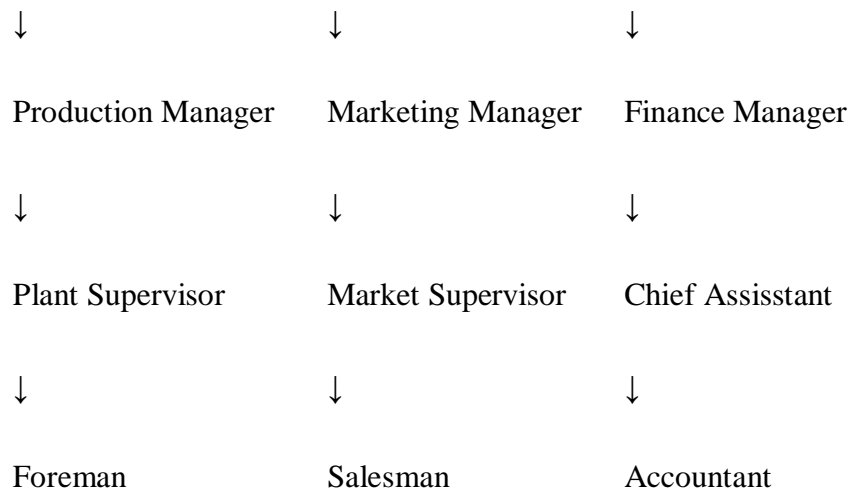 ↓ ↓ ↓
Production Manager Marketing Manager Finance Manager
↓ ↓ ↓
Plant Supervisor Market Supervisor Chief Assisstant
↓ ↓ ↓
Foreman Salesman Accountant